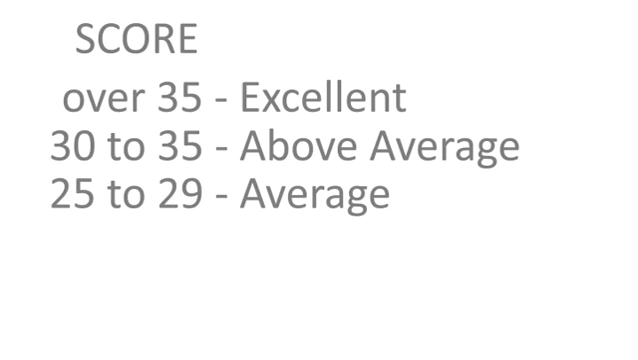 SCORE
over 35 - Excellent
30 to 35 - Above Average
25 to 29 - Average